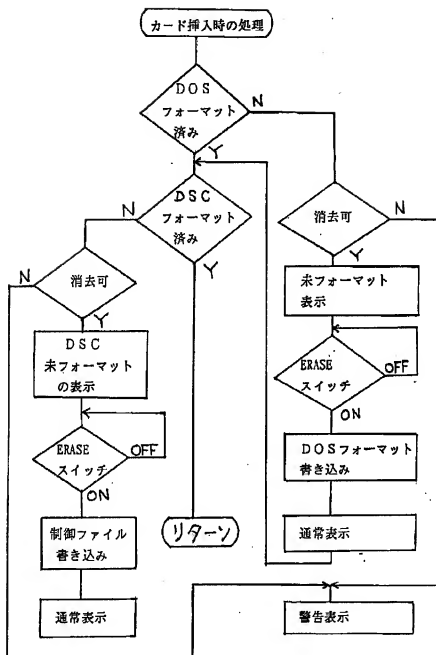 カード挿入時の処理
DOS
フォーマット
済み
N
Y
DSC
フォーマット
済み
N
Y
消去可
N
Y
未フォーマット
表示
ERASE
スイッチ
OFF
ON
DOSフォーマット
書き込み
通常表示
消去可
N
Y
DSC
未フォーマット
の表示
ERASE
スイッチ
OFF
ON
制御ファイル
書き込み
通常表示
リターン
警告表示